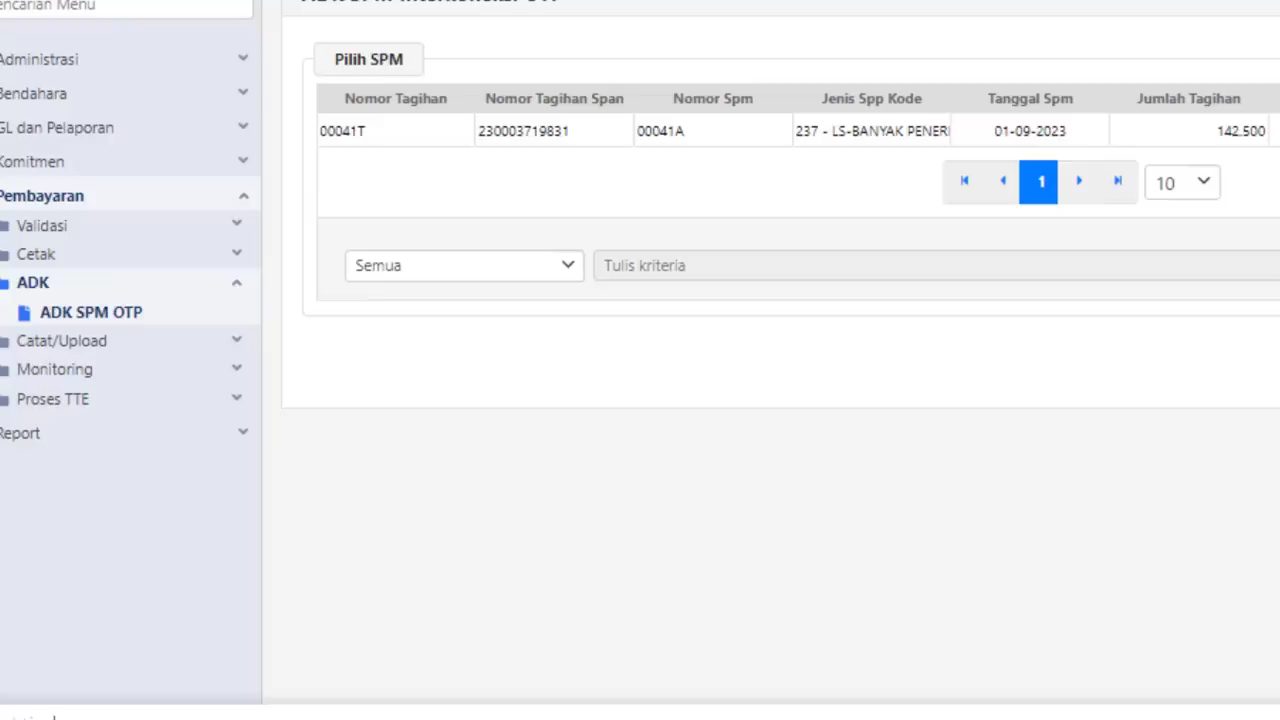 Pencarian Menu
Administrasi
Bendahara
GL dan Pelaporan
Komitmen
Pembayaran
Validasi
Cetak
ADK
ADK SPM OTP
Catat/Upload
Monitoring
Proses TTE
Report
Pilih SPM
Nomor Tagihan Nomor Tagihan Span Nomor Spm Jenis Spp Kode Tanggal Spm Jumlah Tagihan
00041T 230003719831 00041A 237 - LS-BANYAK PENERI 01-09-2023 142.500
1 10
Semua Tulis kriteria